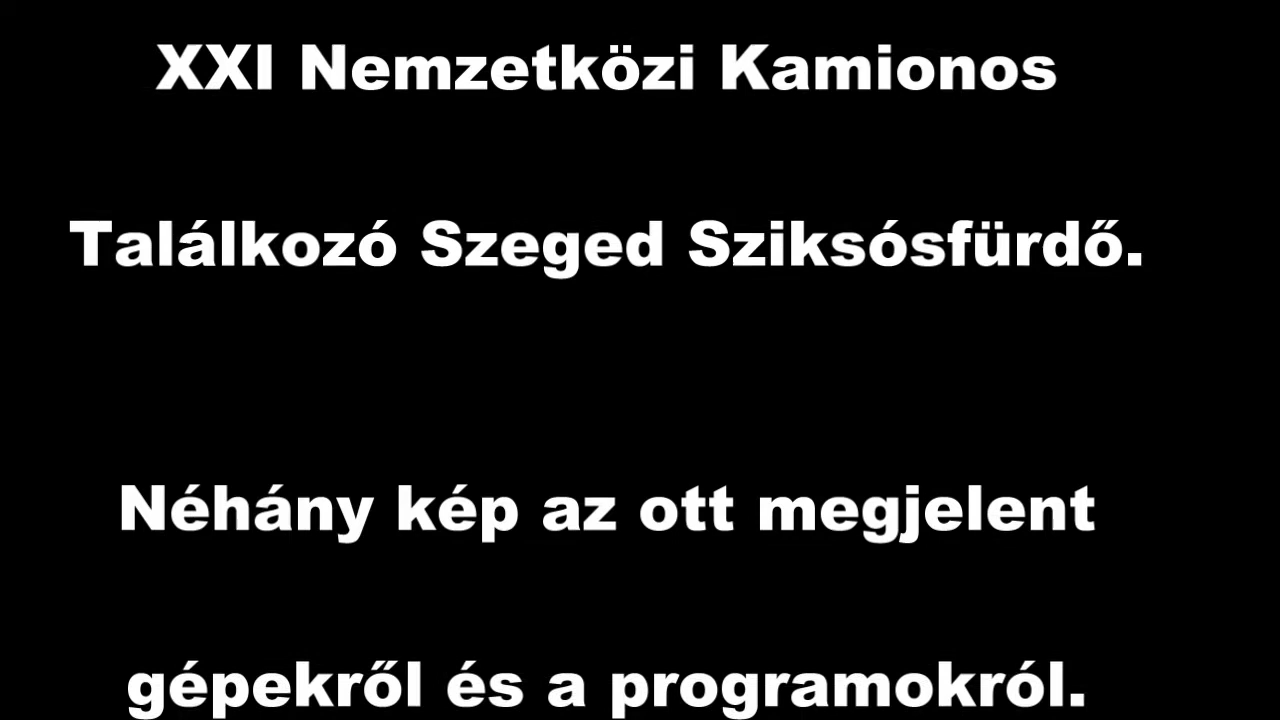 XXI Nemzetközi Kamionos
Találkozó Szeged Sziksósfürdő.
Néhány kép az ott megjelent
gépekről és a programokról.